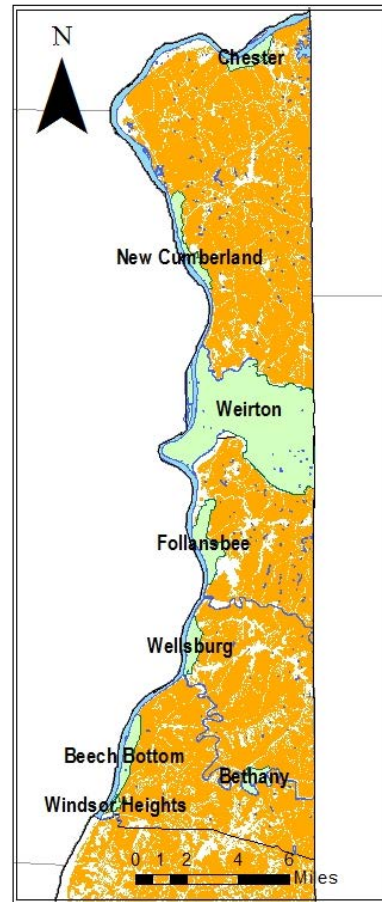 N
Chester
New Cumberland
Weirton
Follansbee
Wellsburg
Beech Bottom
Bethany
Windsor Heights
0 1 2 4 6
Miles